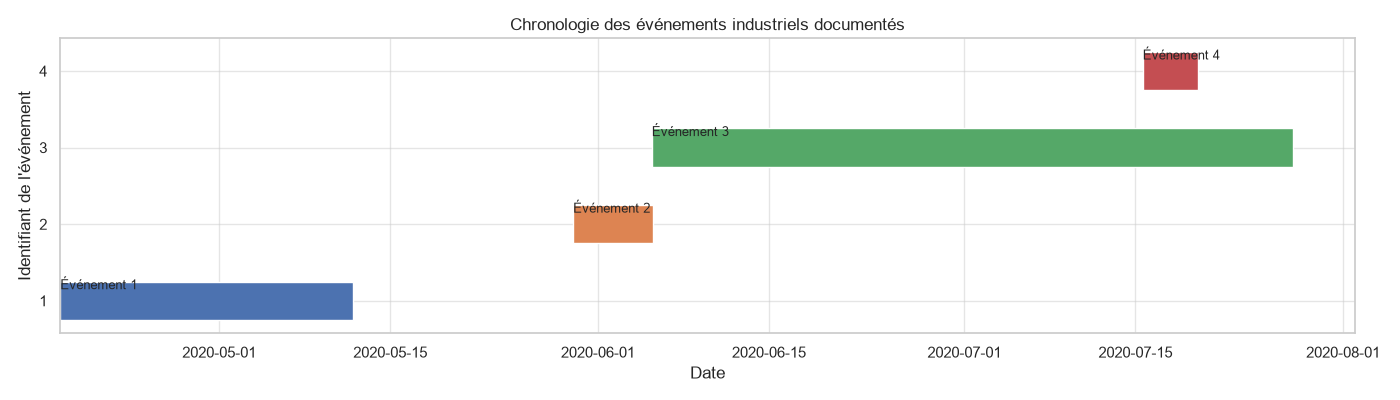 Chronologie des événements industriels documentés
Événement 4
4
Événement 3
3
Événement 2
2
Événement 1
1
Identifiant de l'événement
2020-05-01 2020-05-15 2020-06-01 2020-06-15 2020-07-01 2020-07-15 2020-08-01
Date